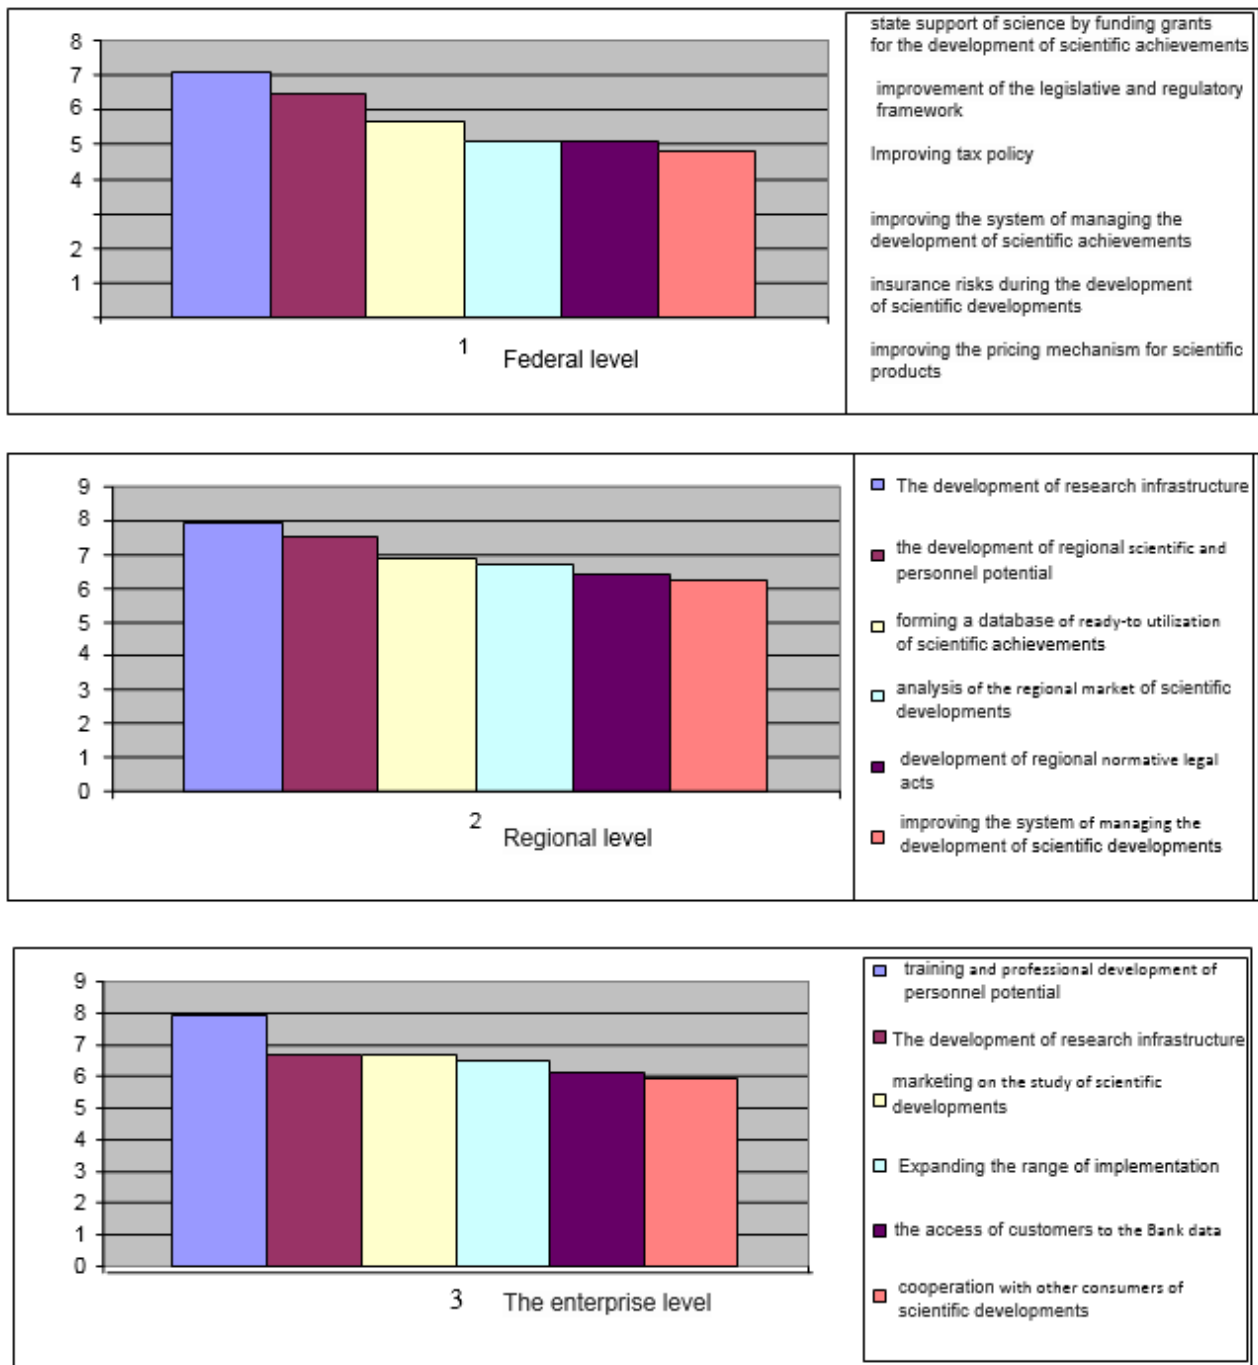 8
7
6
5
4
2
1
1
Federal level
state support of science by funding grants
for the development of scientific achievements
improvement of the legislative and regulatory
framework
Improving tax policy
improving the system of managing the
development of scientific achievements
insurance risks during the development
of scientific developments
improving the pricing mechanism for scientific
products
9
8
7
6
5
4
3
2
1
0
2
Regional level
The development of research infrastructure
the development of regional scientific and
personnel potential
forming a database of ready-to utilization
of scientific achievements
analysis of the regional market of scientific
developments
development of regional normative legal
acts
improving the system of managing the
development of scientific developments
9
8
7
6
5
4
3
2
1
0
3
The enterprise level
training and professional development of
personnel potential
The development of research infrastructure
marketing on the study of scientific
developments
Expanding the range of implementation
the access of customers to the Bank data
cooperation with other consumers of
scientific developments